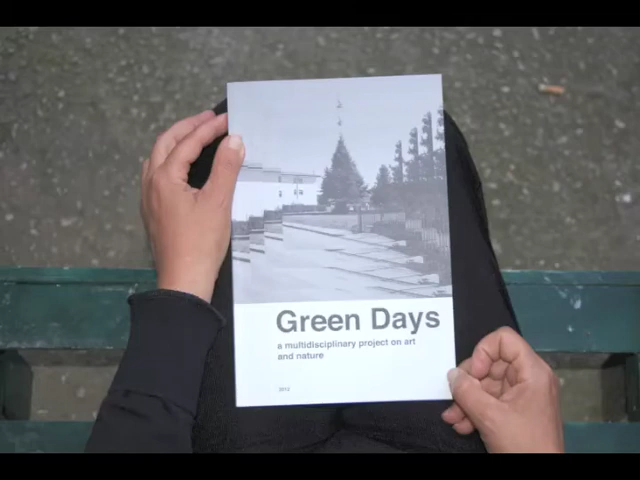 Green Days
a multidisciplinary project on art
and nature